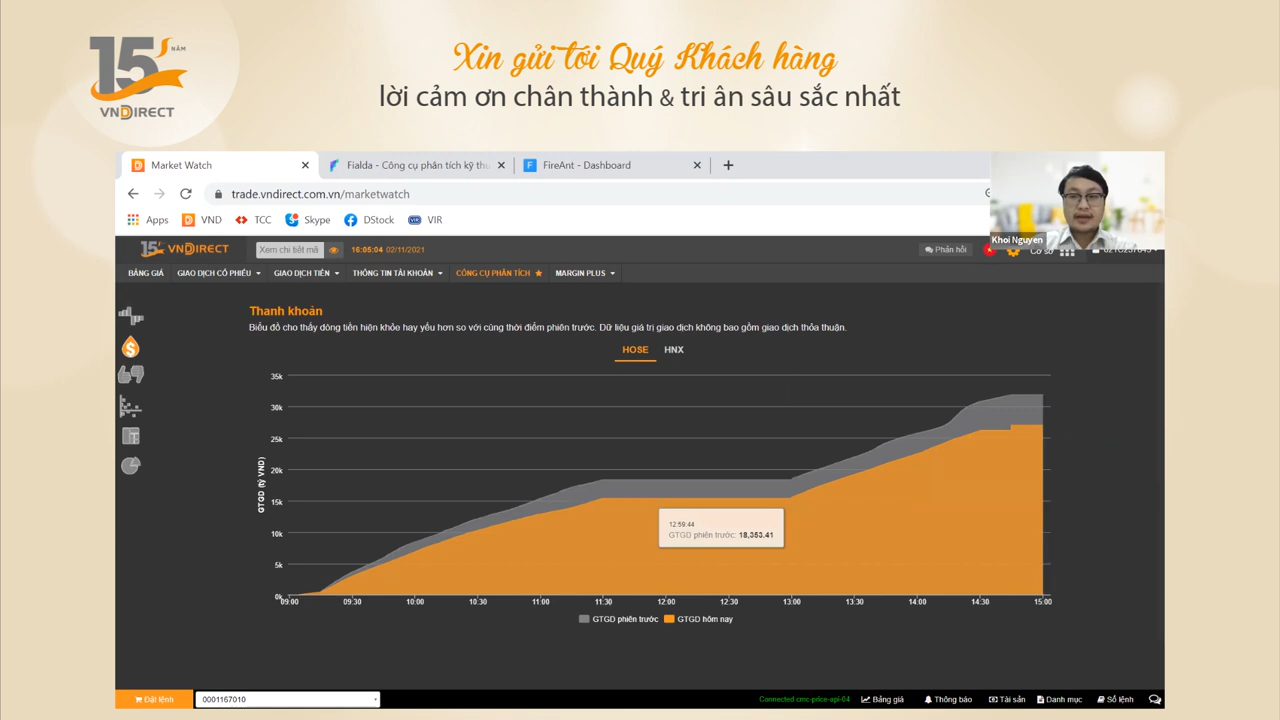 15 NĂM
VNDIRECT
Xin gửi tới Quý Khách hàng
lời cảm ơn chân thành & tri ân sâu sắc nhất
Market Watch
Fialda - Công cụ phân tích kỹ thu
FireAnt - Dashboard
trade.vndirect.com.vn/marketwatch
Apps VND TCC Skype DStock VIR
Khoi Nguyen
15 VNDIRECT Xem chi tiết mã 16:05:04 02/11/2021 Phản hồi Cơ sở
BẢNG GIÁ GIAO DỊCH CỔ PHIẾU GIAO DỊCH TIỀN THÔNG TIN TÀI KHOẢN CÔNG CỤ PHÂN TÍCH MARGIN PLUS
Thanh khoản
Biểu đồ cho thấy dòng tiền hiện khỏe hay yếu hơn so với cùng thời điểm phiên trước. Dữ liệu giá trị giao dịch không bao gồm giao dịch thỏa thuận.
HOSE HNX
35k
30k
25k
20k
15k
10k
5k
0k
GTGD (tỷ VND)
12:59:44
GTGD phiên trước: 18,353.41
09:00 09:30 10:00 10:30 11:00 11:30 12:00 12:30 13:00 13:30 14:00 14:30 15:00
GTGD phiên trước GTGD hôm nay
Đặt lệnh 0001167010 Connected cmc-price-api-04 Bảng giá Thông báo Tài sản Danh mục Sổ lệnh